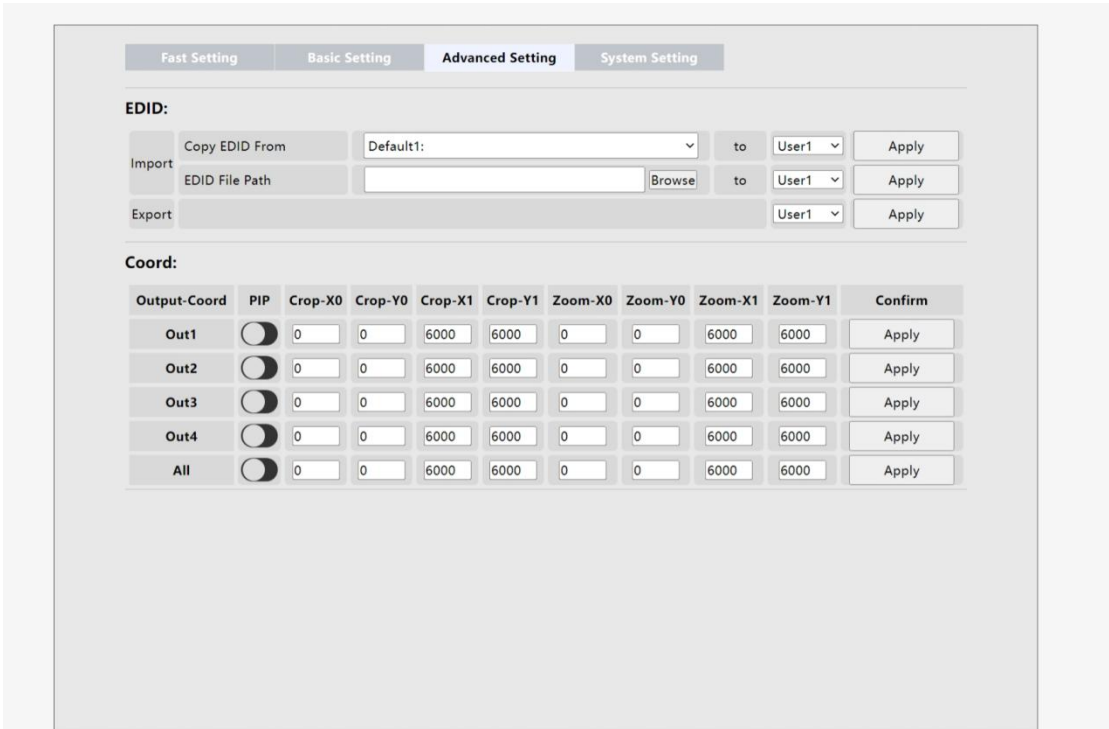 Fast Setting Basic Setting Advanced Setting System Setting
EDID:
Import
Copy EDID From Default1: to User1 Apply
EDID File Path Browse to User1 Apply
Export User1 Apply
Coord:
Output-Coord PIP Crop-X0 Crop-Y0 Crop-X1 Crop-Y1 Zoom-X0 Zoom-Y0 Zoom-X1 Zoom-Y1 Confirm
Out1 0 0 6000 6000 0 0 6000 6000 Apply
Out2 0 0 6000 6000 0 0 6000 6000 Apply
Out3 0 0 6000 6000 0 0 6000 6000 Apply
Out4 0 0 6000 6000 0 0 6000 6000 Apply
All 0 0 6000 6000 0 0 6000 6000 Apply